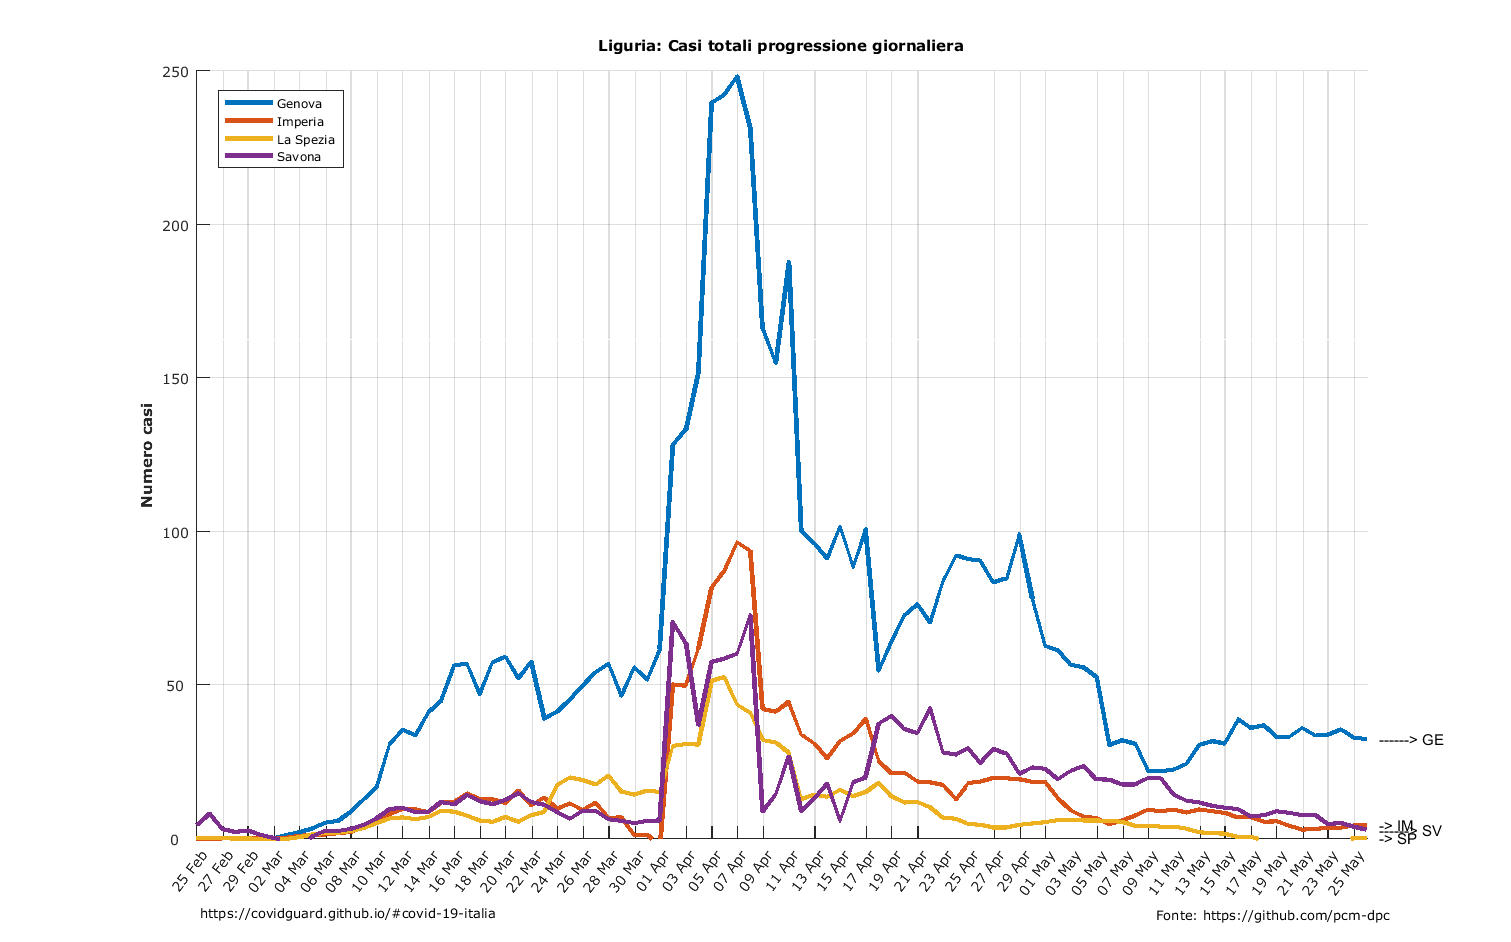 Liguria: Casi totali progressione giornaliera
250
200
150
100
50
0
Numero casi
Genova
Imperia
La Spezia
Savona
------> GE
-> IM
------> SV
-> SP
25 Feb
27 Feb
29 Feb
02 Mar
04 Mar
06 Mar
08 Mar
10 Mar
12 Mar
14 Mar
16 Mar
18 Mar
20 Mar
22 Mar
24 Mar
26 Mar
28 Mar
30 Mar
01 Apr
03 Apr
05 Apr
07 Apr
09 Apr
11 Apr
13 Apr
15 Apr
17 Apr
19 Apr
21 Apr
23 Apr
25 Apr
27 Apr
29 Apr
01 May
03 May
05 May
07 May
09 May
11 May
13 May
15 May
17 May
19 May
21 May
23 May
25 May
https://covidguard.github.io/#covid-19-italia
Fonte: https://github.com/pcm-dpc